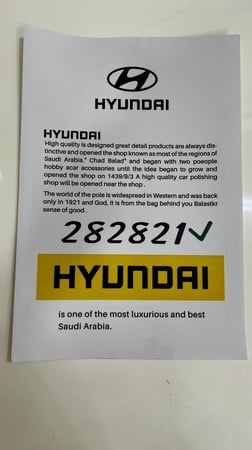 HYUNDAI
HYUNDAI
High quality is designed great detail products are always dis-
tinctive and opened the shop known as most of the regions of
Saudi Arabia." Chad Balad" and began with two poeople
hobby acar accessories until the idea began to grow and
opened the shop on 1439/9/3 A high quality car polishing
shop will be opened near the shop .
The world of the pole is widespread in Western and was back
only in 1921 and God, it is from the bag behind you Balastkr
sense of good .
282821✓
HYUNDAI
is one of the most luxurious and best
Saudi Arabia.